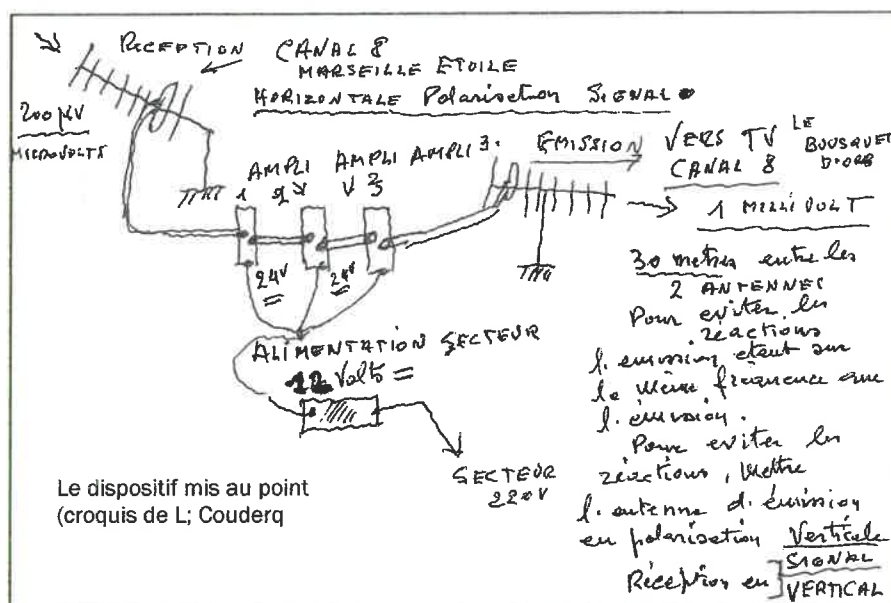 RECEPTION
CANAL 8
MARSEILLE ETOILE
HORIZONTALE Polarisation SIGNAL
200 µV
MICROVOLTS
AMPLI 1
AMPLI 2
AMPLI 3
EMISSION
VERS TV LE BOUSQUET D'ORB
CANAL 8
1 MILLIVOLT
24V
24V
ALIMENTATION SECTEUR
12 Volts =
SECTEUR
220V
30 metres entre les
2 ANTENNES
Pour eviter les
réactions
l'emission etant sur
la même fréquence que
l'émission.
Pour eviter les
réactions, Mettre
l'antenne d'émission
en polarisation Verticale
Réception en SIGNAL
VERTICAL
Le dispositif mis au point
(croquis de L; Couderq